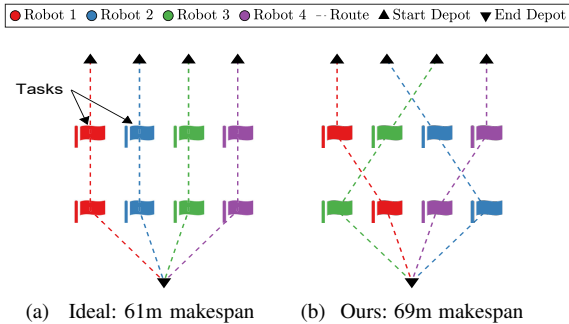 Robot 1 Robot 2 Robot 3 Robot 4 Route Start Depot End Depot
Tasks
(a) Ideal: 61m makespan
(b) Ours: 69m makespan